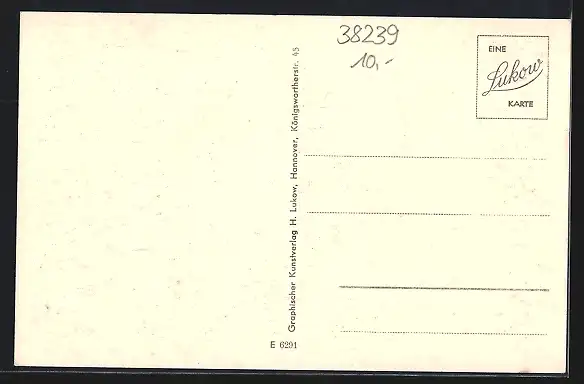 38239
10,-
EINE
Lukow
KARTE
Graphischer Kunstverlag H. Lukow, Hannover, Königswortherstr. 45
E 6291